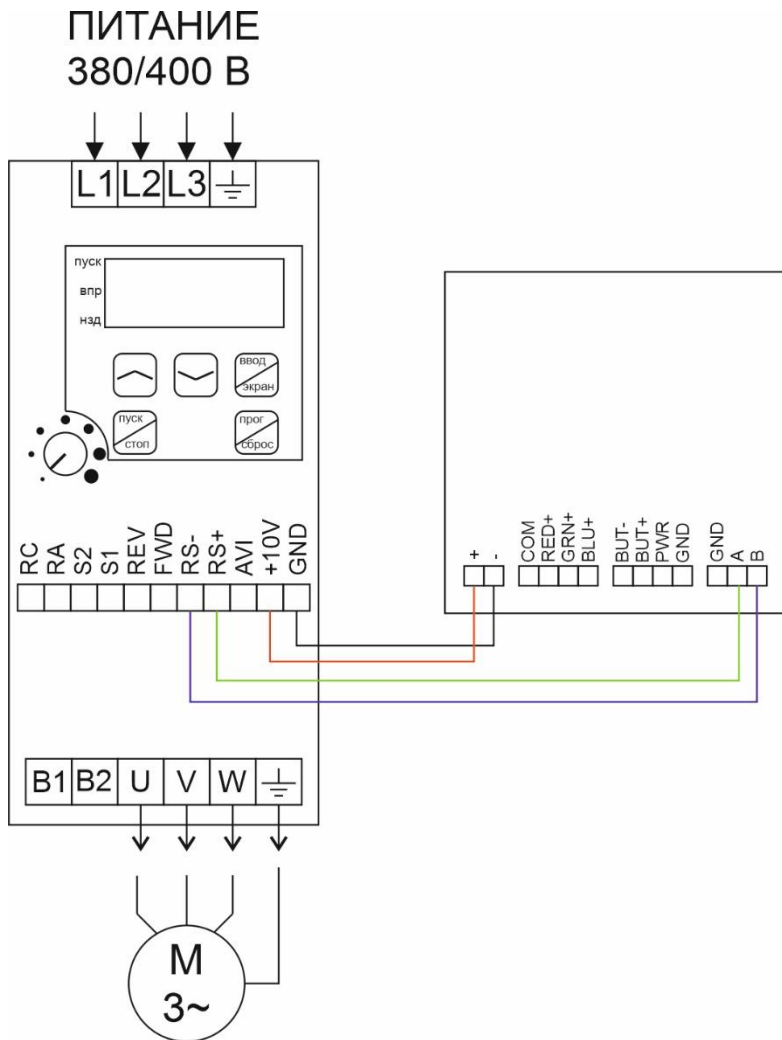 ПИТАНИЕ
380/400 В
L1 L2 L3
пуск
впр
нзд
ввод
экран
пуск
стоп
прог
сброс
RC RA S2 S1 REV FWD RS- RS+ AVI +10V GND
+ - COM RED+ GRN+ BLU+ BUT- BUT+ PWR GND GND A B
B1 B2 U V W
M
3~